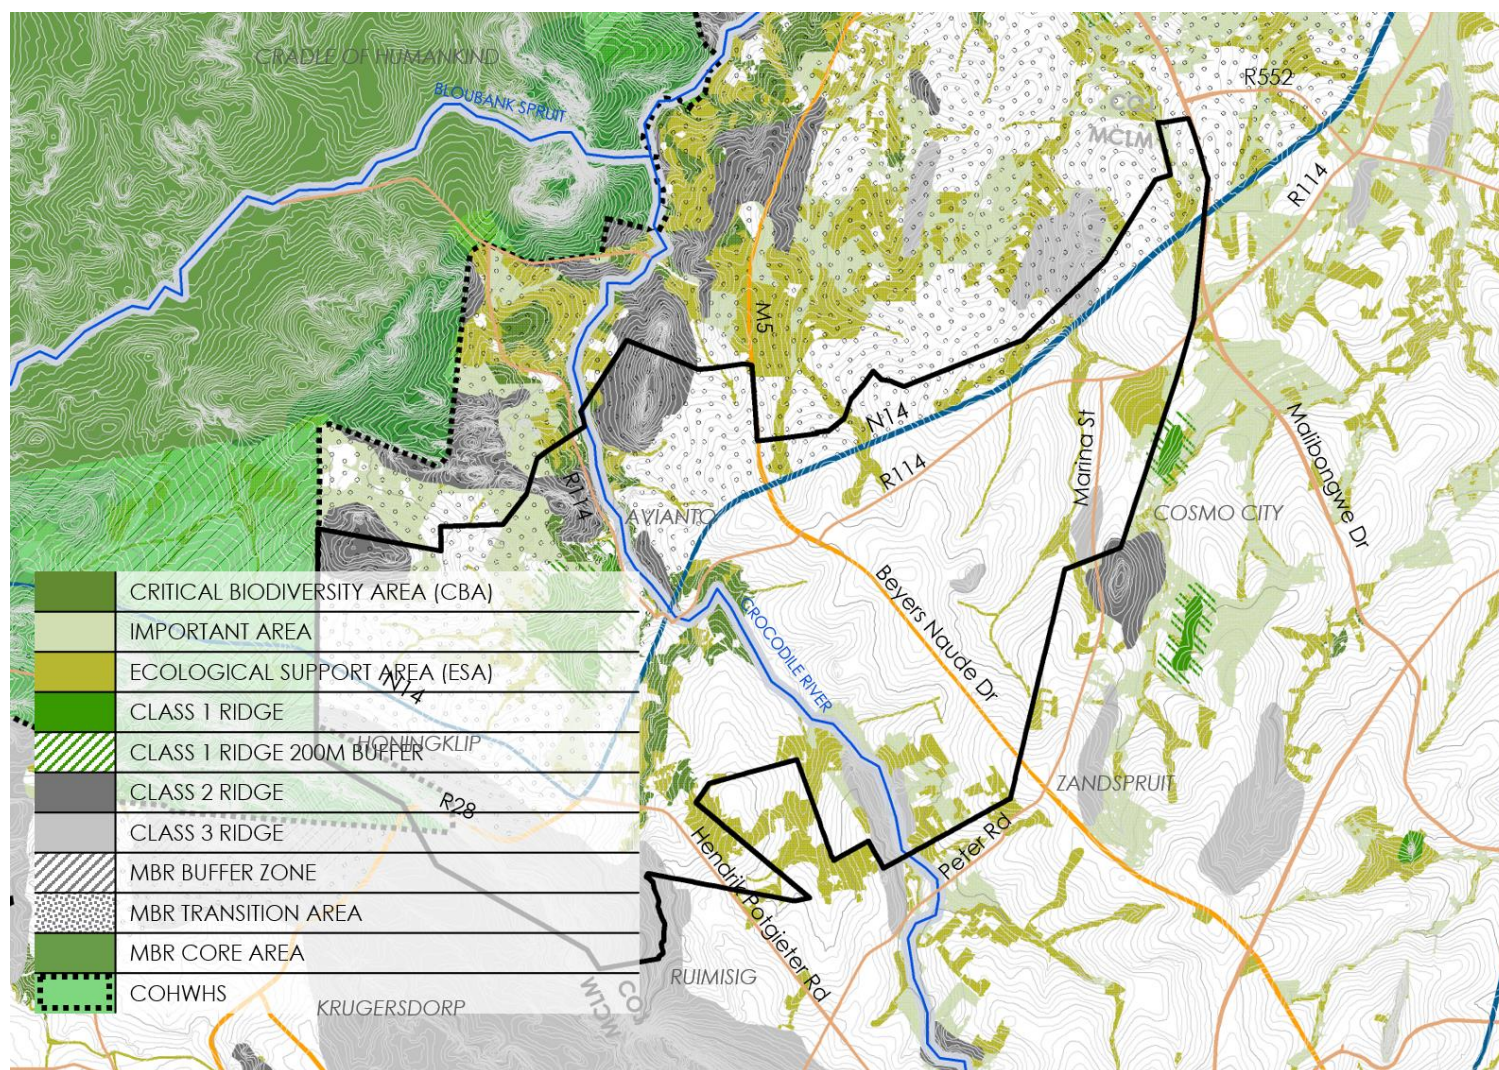 CRADLE OF HUMANKIND
BLOUBANK SPRUIT
R552
COJ
MCLM
R114
M5
N14
R114
Marina St
Malibongwe Dr
R114
AVIANTO
COSMO CITY
Beyers Naude Dr
CROCODILE RIVER
CRITICAL BIODIVERSITY AREA (CBA)
IMPORTANT AREA
ECOLOGICAL SUPPORT AREA (ESA)
N14
CLASS 1 RIDGE
HONINGKLIP
CLASS 1 RIDGE 200M BUFFER
CLASS 2 RIDGE
R28
CLASS 3 RIDGE
MBR BUFFER ZONE
MBR TRANSITION AREA
MBR CORE AREA
COHWHS
ZANDSPRUIT
Peter Rd
Hendrik Potgieter Rd
RUIMISIG
KRUGERSDORP
COJ
MCLM